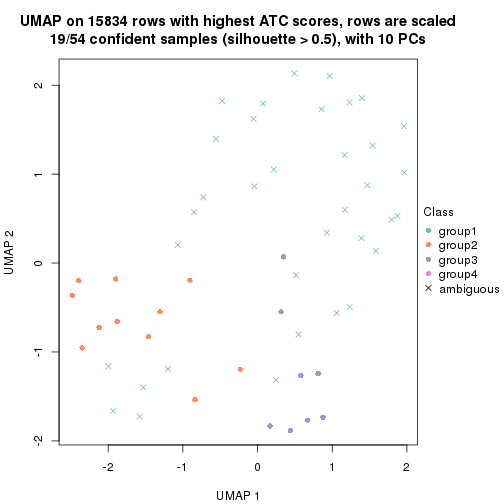 UMAP on 15834 rows with highest ATC scores, rows are scaled
19/54 confident samples (silhouette > 0.5), with 10 PCs
UMAP 2
2
1
0
-1
-2
-2
-1
0
1
2
UMAP 1
Class
group1
group2
group3
group4
ambiguous